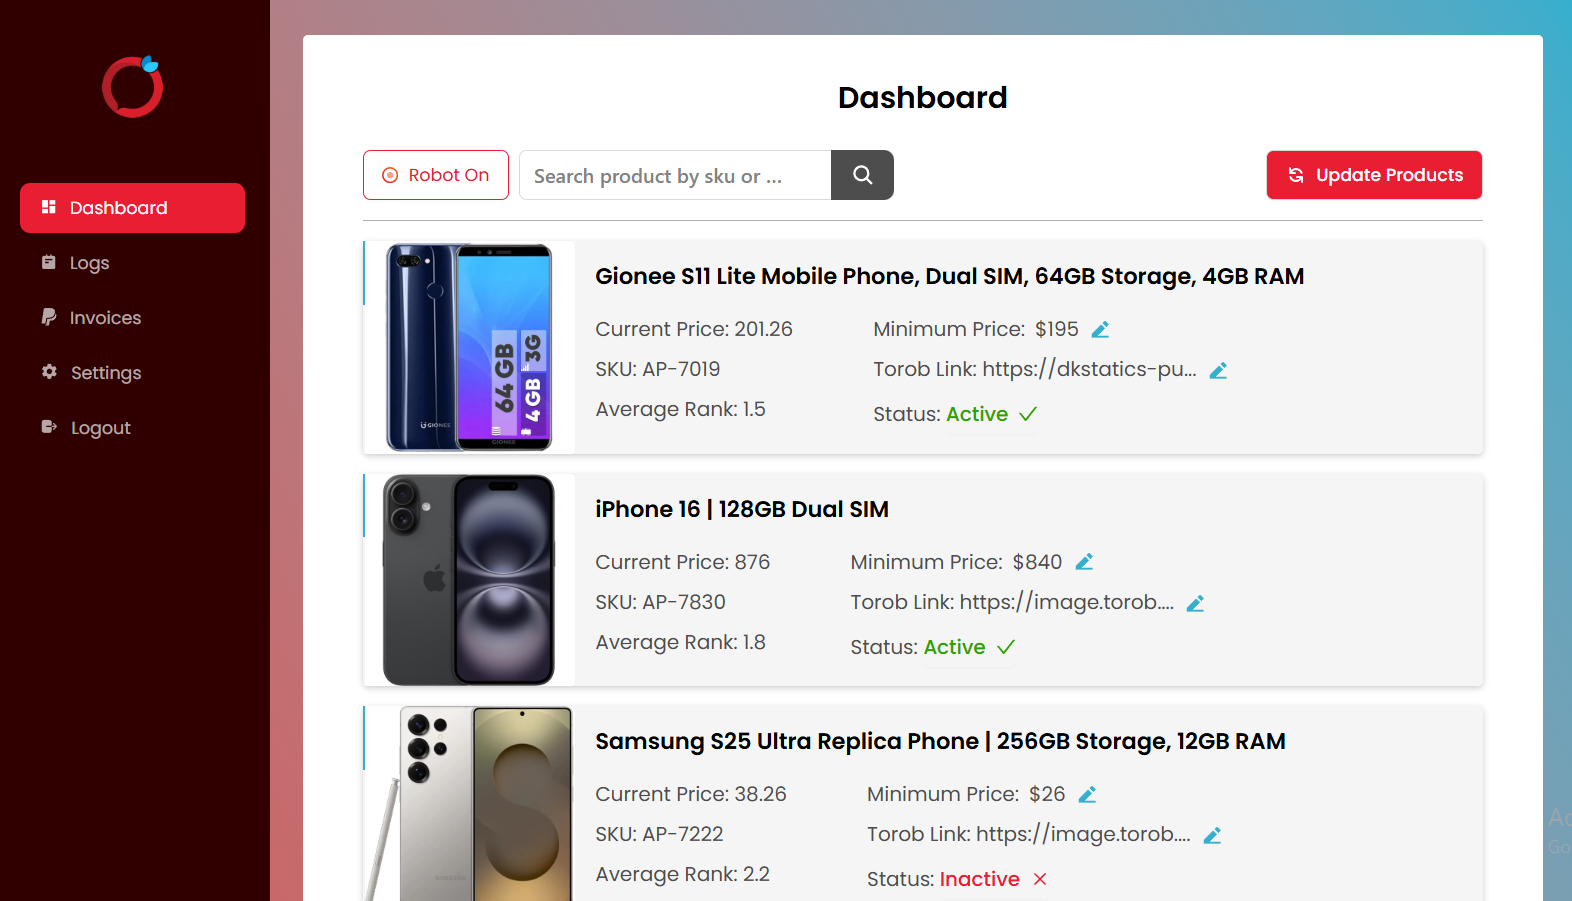 Dashboard
Logs
Invoices
Settings
Logout
Dashboard
Robot On
Search product by sku or ...
Update Products
Gionee S11 Lite Mobile Phone, Dual SIM, 64GB Storage, 4GB RAM
Current Price: 201.26
Minimum Price: $195
SKU: AP-7019
Torob Link: https://dkstatics-pu...
Average Rank: 1.5
Status: Active
64 GB
3G
4 GB
GIONEE
GIONEE
iPhone 16 | 128GB Dual SIM
Current Price: 876
Minimum Price: $840
SKU: AP-7830
Torob Link: https://image.torob....
Average Rank: 1.8
Status: Active
Samsung S25 Ultra Replica Phone | 256GB Storage, 12GB RAM
Current Price: 38.26
Minimum Price: $26
SKU: AP-7222
Torob Link: https://image.torob....
Average Rank: 2.2
Status: Inactive
SAMSUNG
Ac
Go